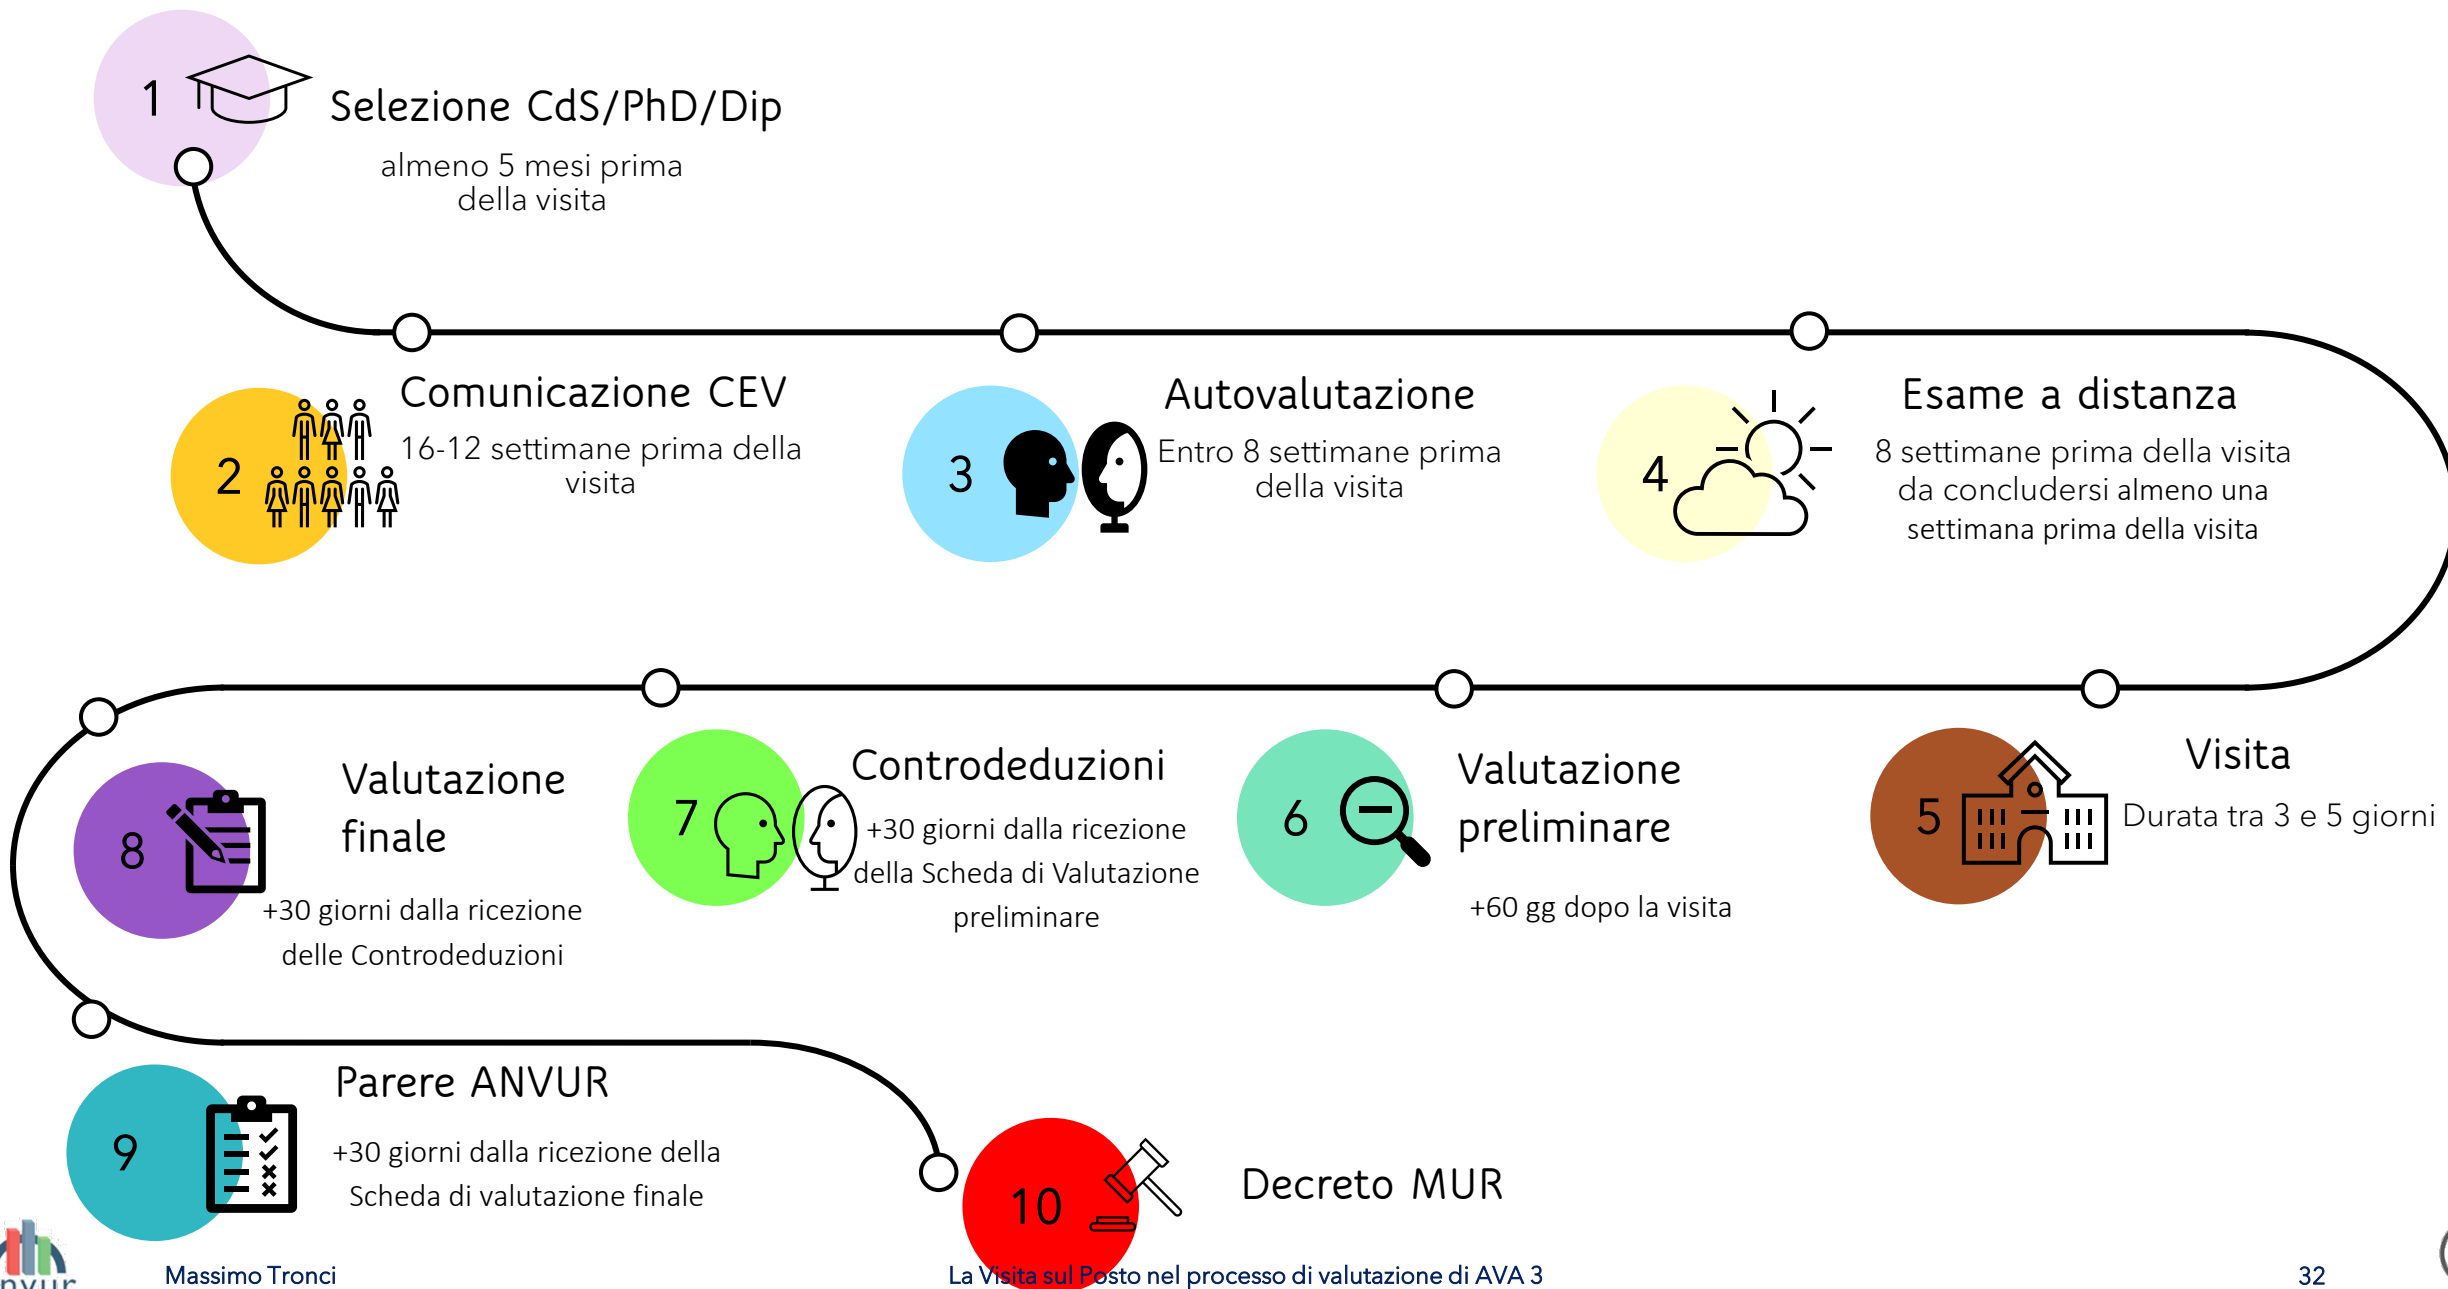 1
Selezione CdS/PhD/Dip
almeno 5 mesi prima
della visita
2
Comunicazione CEV
16-12 settimane prima della
visita
3
Autovalutazione
Entro 8 settimane prima
della visita
4
Esame a distanza
8 settimane prima della visita
da concludersi almeno una
settimana prima della visita
5
Visita
Durata tra 3 e 5 giorni
6
Valutazione
preliminare
+60 gg dopo la visita
7
Controdeduzioni
+30 giorni dalla ricezione
della Scheda di Valutazione
preliminare
8
Valutazione
finale
+30 giorni dalla ricezione
delle Controdeduzioni
9
Parere ANVUR
+30 giorni dalla ricezione della
Scheda di valutazione finale
10
Decreto MUR
Massimo Tronci
La Visita sul Posto nel processo di valutazione di AVA 3
32